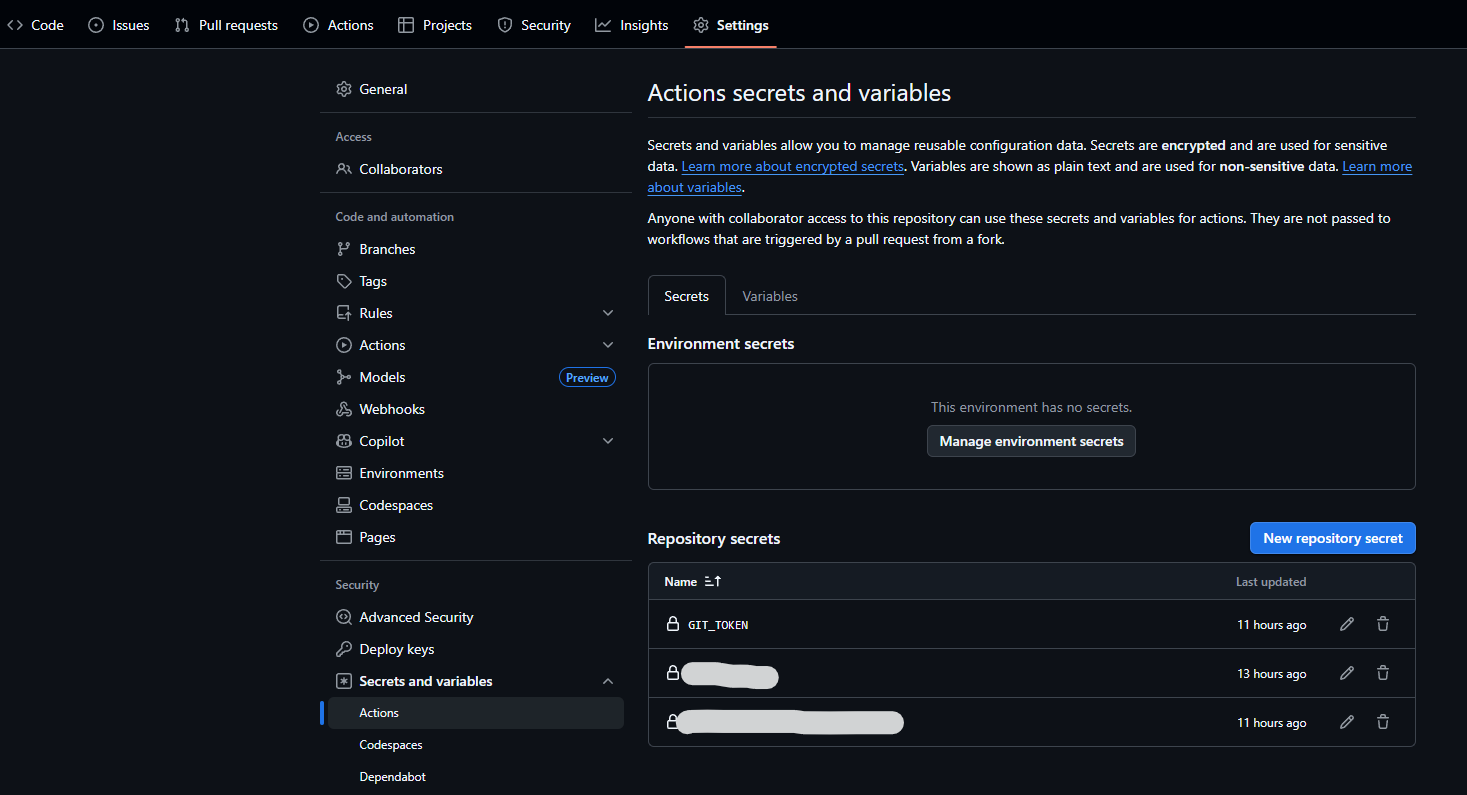 Code Issues Pull requests Actions Projects Security Insights Settings
General
Access
Collaborators
Code and automation
Branches
Tags
Rules
Actions
Models Preview
Webhooks
Copilot
Environments
Codespaces
Pages
Security
Advanced Security
Deploy keys
Secrets and variables
Actions
Codespaces
Dependabot
Actions secrets and variables
Secrets and variables allow you to manage reusable configuration data. Secrets are encrypted and are used for sensitive
data. Learn more about encrypted secrets. Variables are shown as plain text and are used for non-sensitive data. Learn more
about variables.
Anyone with collaborator access to this repository can use these secrets and variables for actions. They are not passed to
workflows that are triggered by a pull request from a fork.
Secrets Variables
Environment secrets
This environment has no secrets.
Manage environment secrets
Repository secrets New repository secret
Name Last updated
GIT_TOKEN 11 hours ago
13 hours ago
11 hours ago